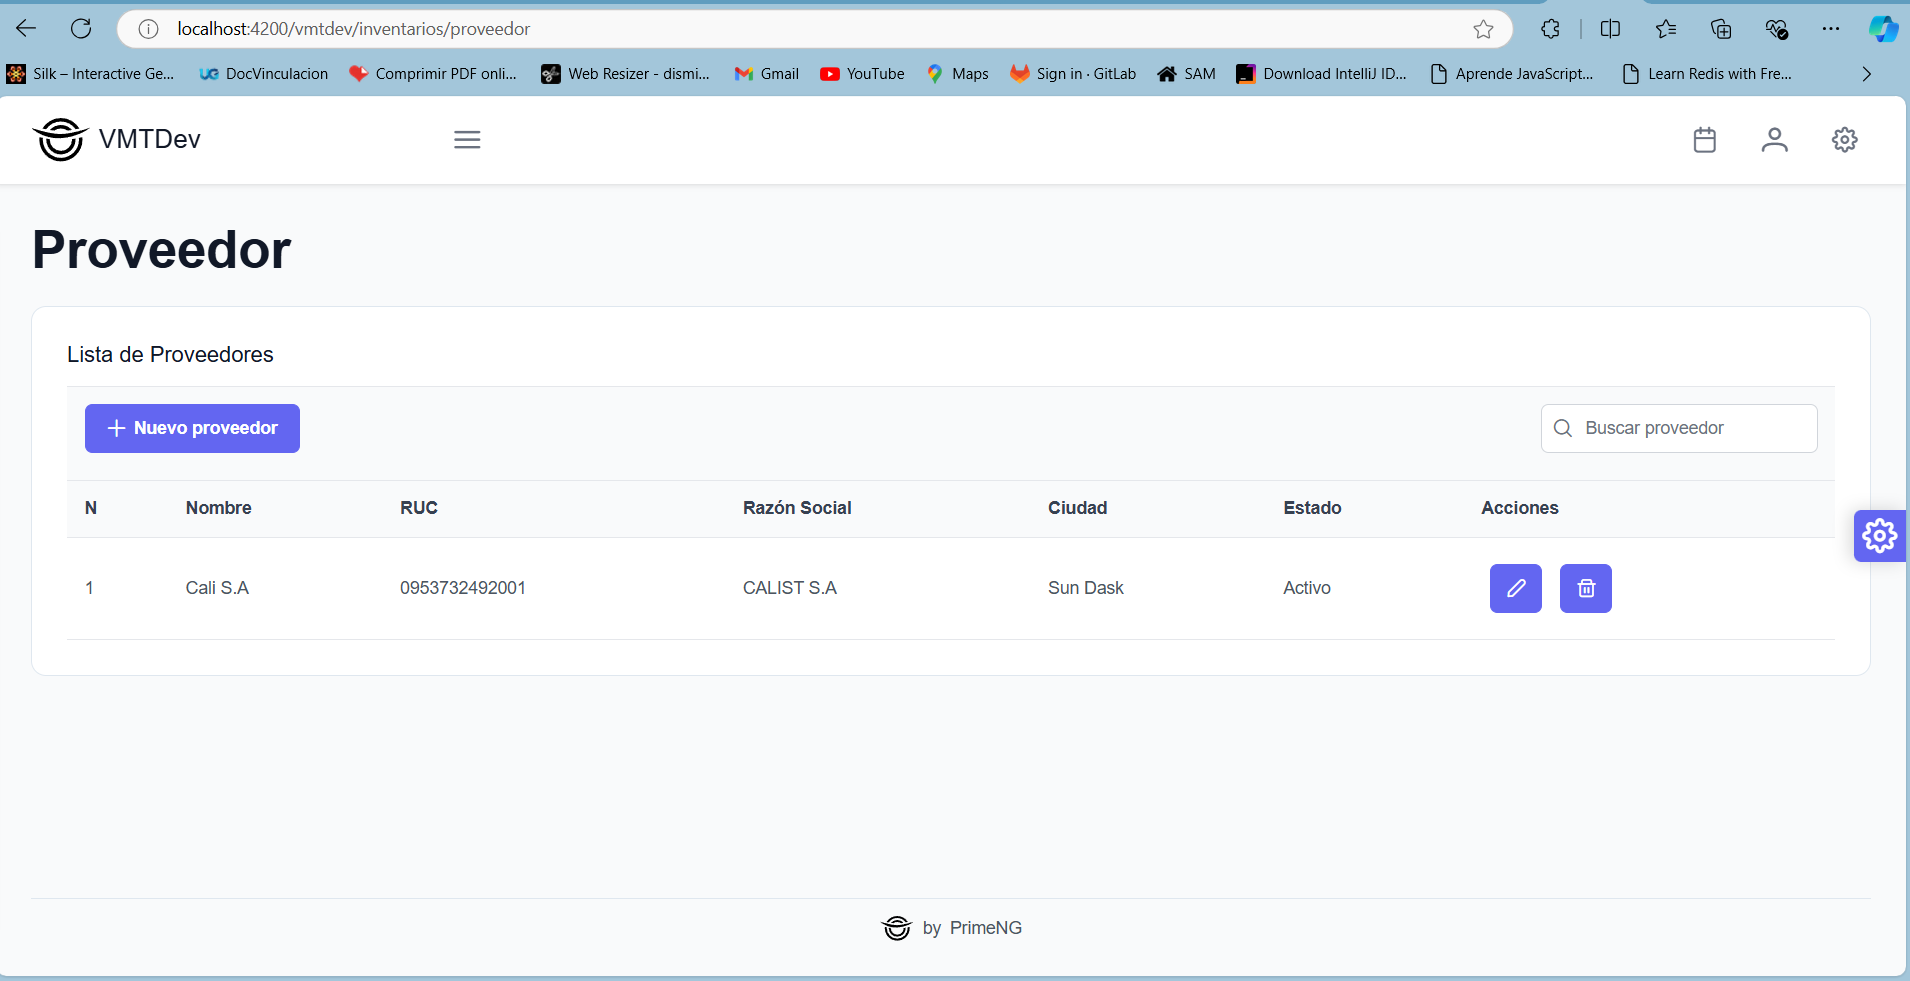 localhost:4200/vmtdev/inventarios/proveedor
Silk – Interactive Ge... DocVinculacion Comprimir PDF onli... Web Resizer - dismi... Gmail YouTube Maps Sign in · GitLab SAM Download IntelliJ ID... Aprende JavaScript... Learn Redis with Fre...
VMTDev
Proveedor
Lista de Proveedores
Nuevo proveedor Buscar proveedor
N Nombre RUC Razón Social Ciudad Estado Acciones
1 Cali S.A 0953732492001 CALIST S.A Sun Dask Activo
by PrimeNG